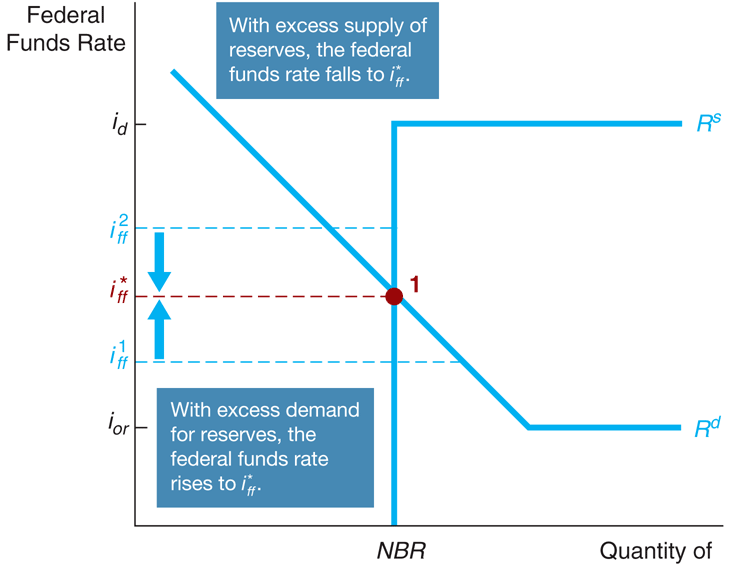 Federal
Funds Rate
With excess supply of
reserves, the federal
funds rate falls to i*ff.
id
Rs
i2ff
i*ff
1
i1ff
With excess demand
for reserves, the
federal funds rate
rises to i*ff.
ior
Rd
NBR
Quantity of